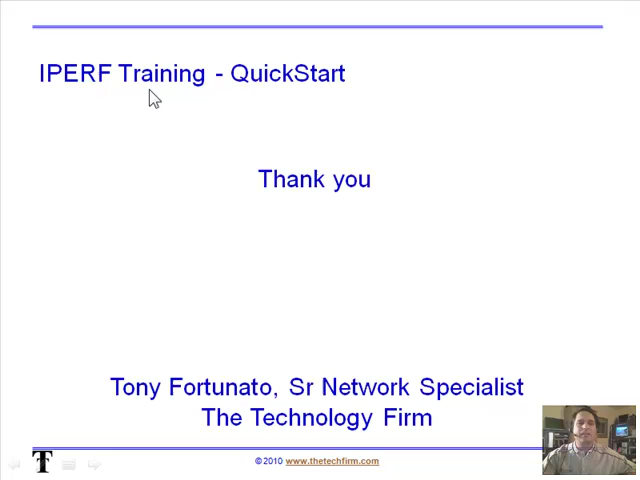 IPERF Training - QuickStart
Thank you
Tony Fortunato, Sr Network Specialist
The Technology Firm
T
© 2010 www.thetechfirm.com